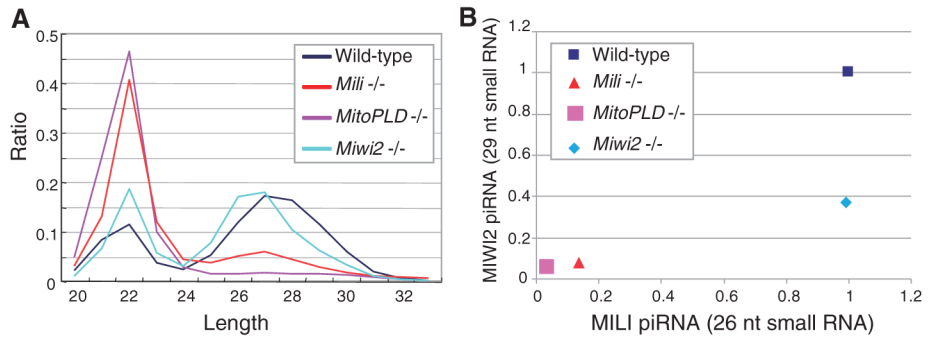 A
0.5
0.4
0.3
0.2
0.1
0
Ratio
20 22 24 26 28 30 32
Length
Wild-type
Mili -/-
MitoPLD -/-
Miwi2 -/-
B
1.2
1
0.8
0.6
0.4
0.2
0
MIWI2 piRNA (29 nt small RNA)
0 0.2 0.4 0.6 0.8 1 1.2
MILI piRNA (26 nt small RNA)
Wild-type
Mili -/-
MitoPLD -/-
Miwi2 -/-